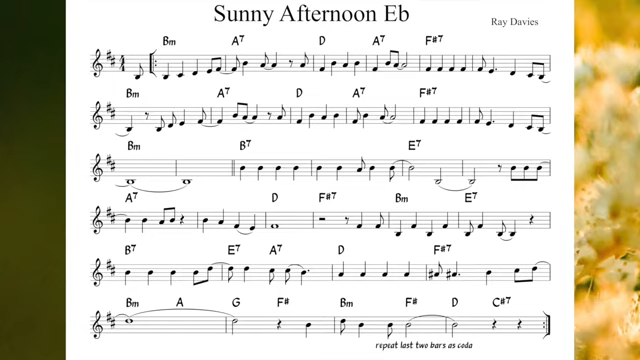 Sunny Afternoon Eb
Ray Davies
Bm A7 D A7 F#7
Bm A7 D A7 F#7
Bm B7 E7
A7 D F#7 Bm E7
B7 E7 A7 D F#7
Bm A G F# Bm F# D C#7
repeat last two bars as coda